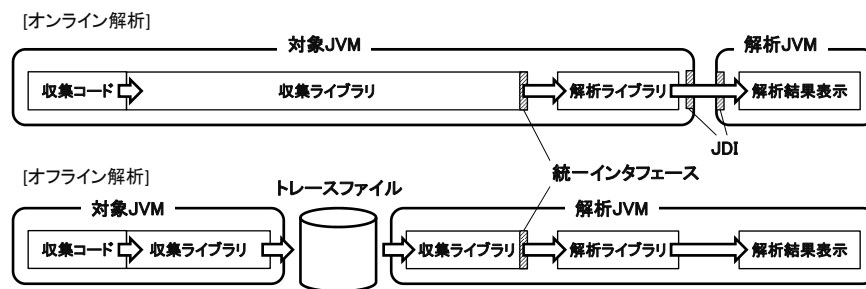 [オンライン解析]
対象JVM
解析JVM
収集コード
収集ライブラリ
解析ライブラリ
解析結果表示
JDI
統一インタフェース
[オフライン解析]
対象JVM
トレースファイル
解析JVM
収集コード
収集ライブラリ
収集ライブラリ
解析ライブラリ
解析結果表示